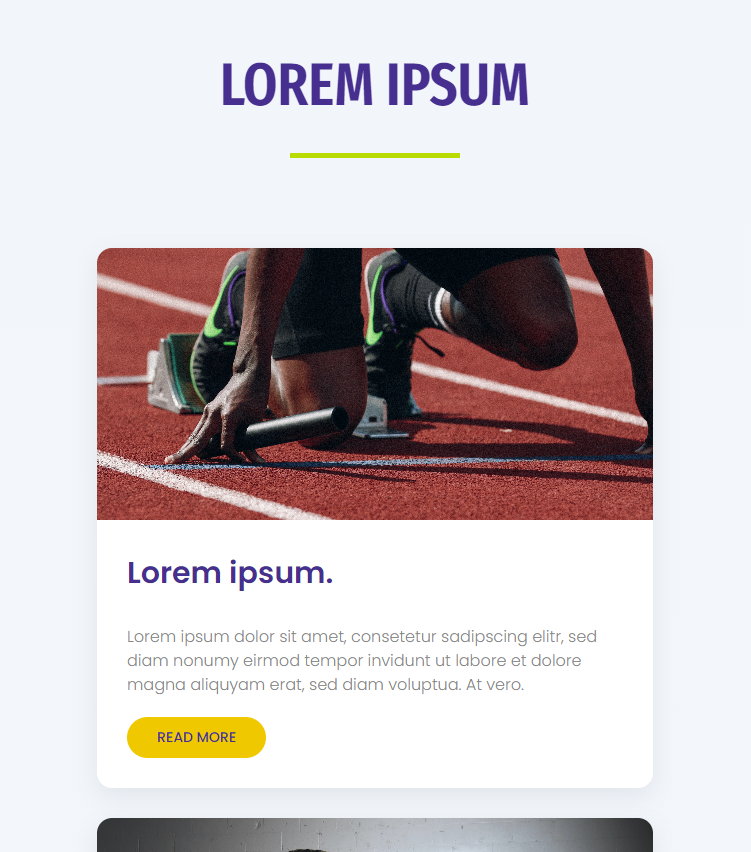 LOREM IPSUM
Lorem ipsum.
Lorem ipsum dolor sit amet, consetetur sadipscing elitr, sed
diam nonumy eirmod tempor invidunt ut labore et dolore
magna aliquyam erat, sed diam voluptua. At vero.
READ MORE